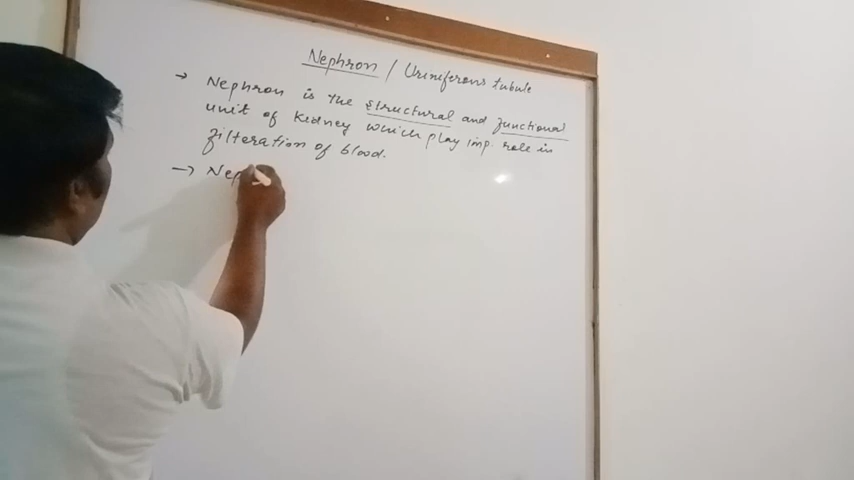 Nephron / Uriniferous tubule
→ Nephron is the structural and functional
unit of kidney which play imp. role in
filteration of blood.
→ Nep